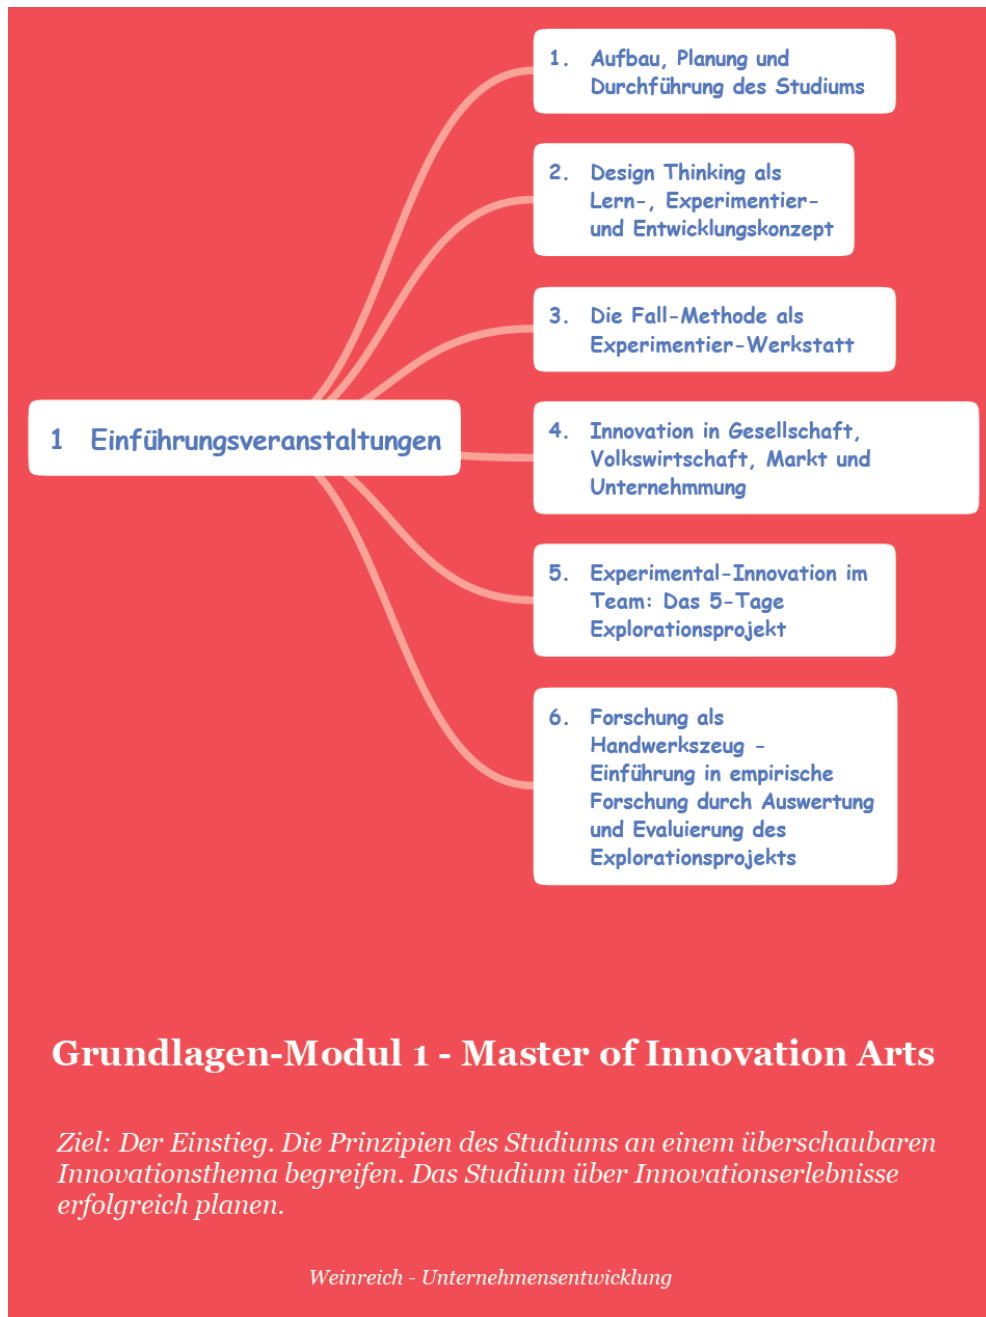 1 Einführungsveranstaltungen
1. Aufbau, Planung und
Durchführung des Studiums
2. Design Thinking als
Lern-, Experimentier-
und Entwicklungskonzept
3. Die Fall-Methode als
Experimentier-Werkstatt
4. Innovation in Gesellschaft,
Volkswirtschaft, Markt und
Unternehmmung
5. Experimental-Innovation im
Team: Das 5-Tage
Explorationsprojekt
6. Forschung als
Handwerkszeug -
Einführung in empirische
Forschung durch Auswertung
und Evaluierung des
Explorationsprojekts
Grundlagen-Modul 1 - Master of Innovation Arts
Ziel: Der Einstieg. Die Prinzipien des Studiums an einem überschaubaren
Innovationsthema begreifen. Das Studium über Innovationserlebnisse
erfolgreich planen.
Weinreich - Unternehmensentwicklung